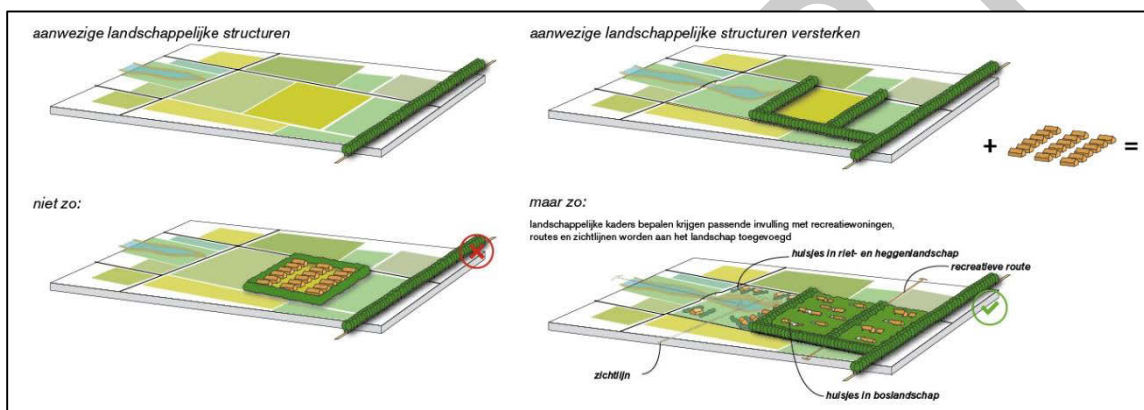 aanwezige landschappelijke structuren
aanwezige landschappelijke structuren versterken
+ =
niet zo:
maar zo:
landschappelijke kaders bepalen krijgen passende invulling met recreatiewoningen,
routes en zichtlijnen worden aan het landschap toegevoegd
huisjes in riet- en heggenlandschap
recreatieve route
zichtlijn
huisjes in boslandschap